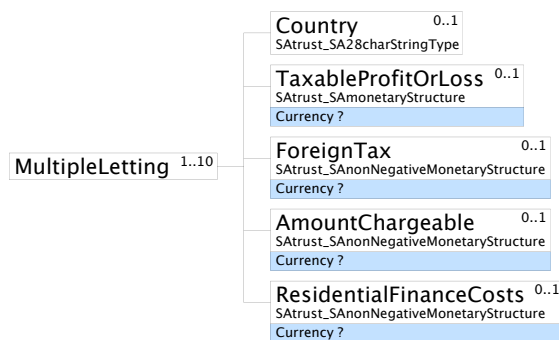 Country 0..1
SAtrust_SA28charStringType
TaxableProfitOrLoss 0..1
SAtrust_SAmonetaryStructure
Currency ?
MultipleLetting 1..10
ForeignTax 0..1
SAtrust_SAnonNegativeMonetaryStructure
Currency ?
AmountChargeable 0..1
SAtrust_SAnonNegativeMonetaryStructure
Currency ?
ResidentialFinanceCosts 0..1
SAtrust_SAnonNegativeMonetaryStructure
Currency ?